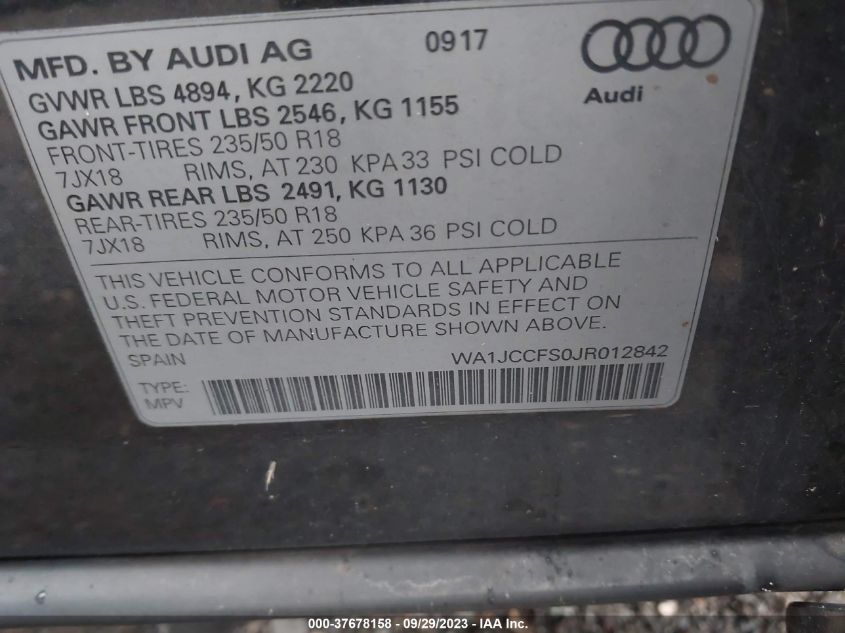 MFD. BY AUDI AG 0917
Audi
GVWR LBS 4894, KG 2220
GAWR FRONT LBS 2546, KG 1155
FRONT-TIRES 235/50 R18
7JX18 RIMS, AT 230 KPA 33 PSI COLD
GAWR REAR LBS 2491, KG 1130
REAR-TIRES 235/50 R18
7JX18 RIMS, AT 250 KPA 36 PSI COLD
THIS VEHICLE CONFORMS TO ALL APPLICABLE
U.S. FEDERAL MOTOR VEHICLE SAFETY AND
THEFT PREVENTION STANDARDS IN EFFECT ON
THE DATE OF MANUFACTURE SHOWN ABOVE.
SPAIN WA1JCCFS0JR012842
TYPE:
MPV
000-37678158 - 09/29/2023 - IAA Inc.